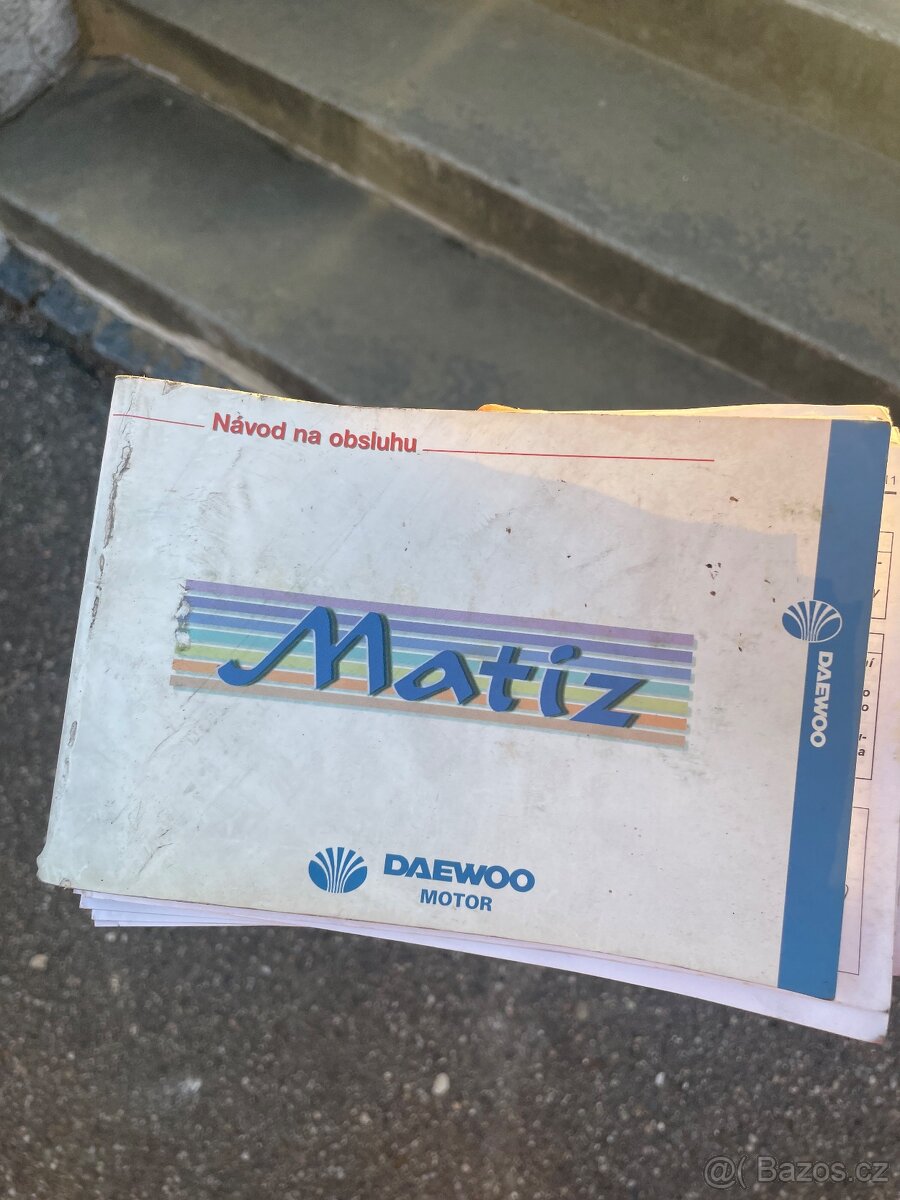 Návod na obsluhu
Matiz
DAEWOO
DAEWOO
MOTOR
@( Bazos.cz